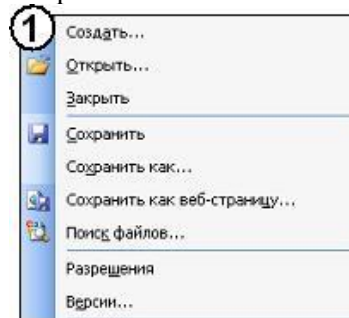 1
Создать...
Открыть...
Закрыть
Сохранить
Сохранить как...
Сохранить как веб-страницу...
Поиск файлов...
Разрешения
Версии...